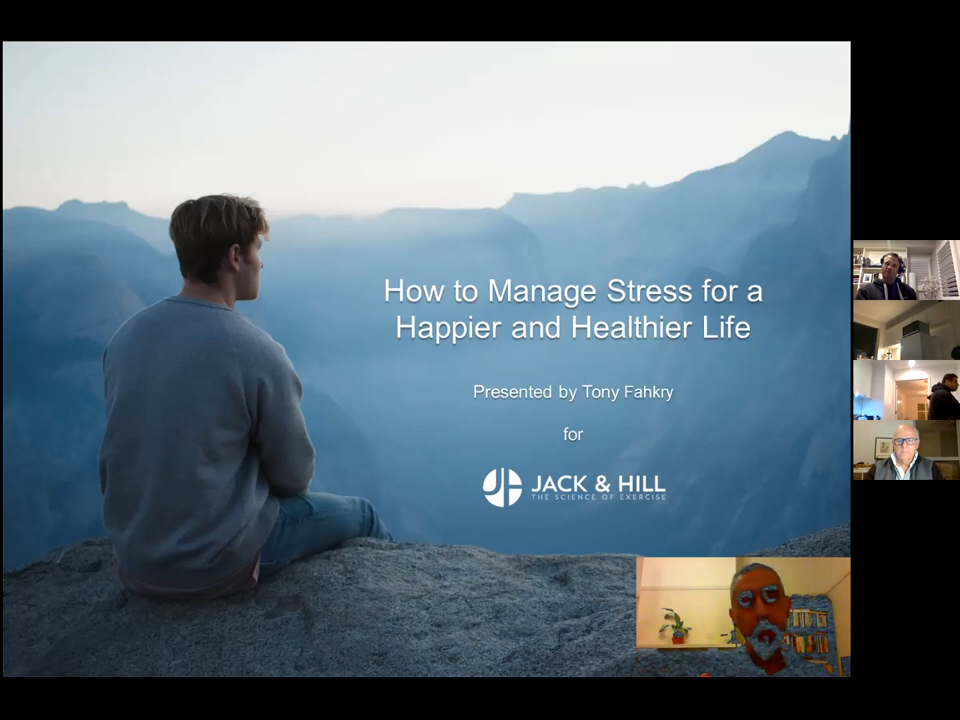 How to Manage Stress for a
Happier and Healthier Life
Presented by Tony Fahkry
for
JACK & HILL
THE SCIENCE OF EXERCISE